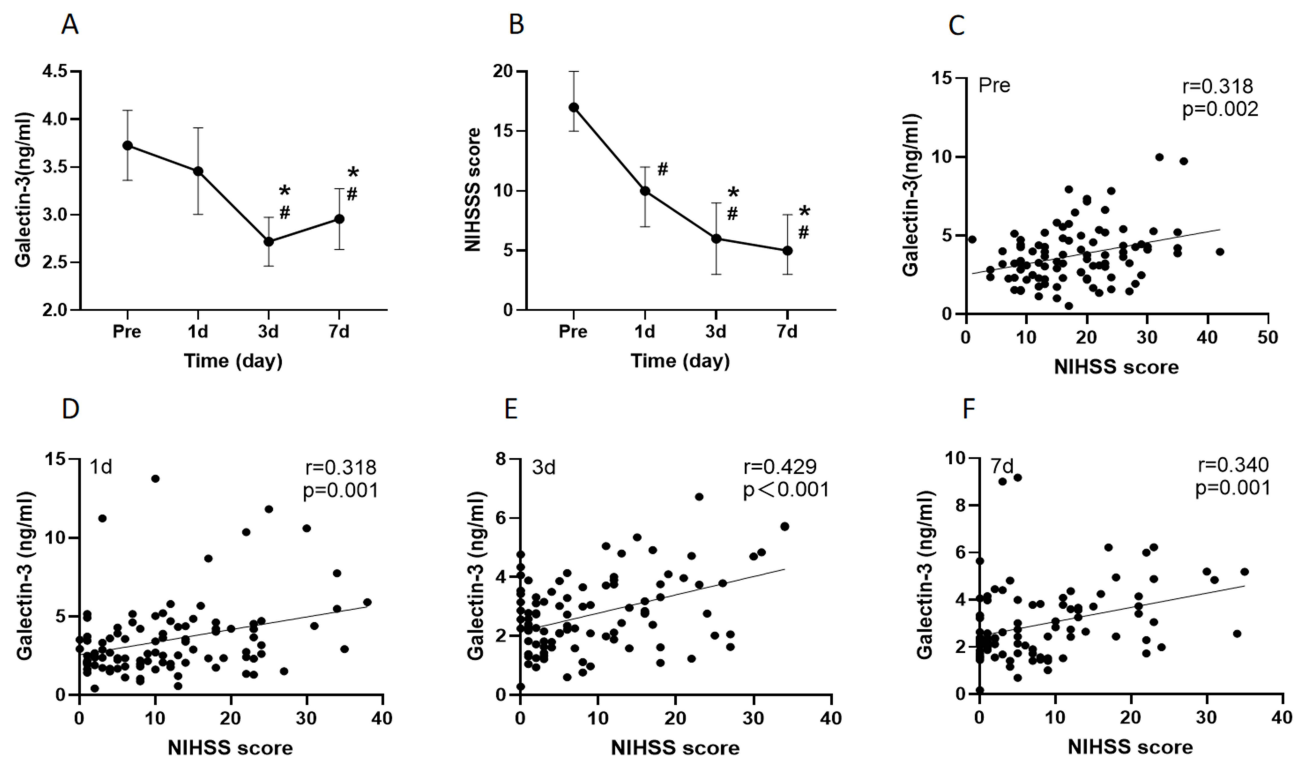 A
Galectin-3(ng/ml)
4.5
4.0
3.5
3.0
2.5
2.0
*
#
*
#
Pre 1d 3d 7d
Time (day)
B
NIHSSS score
20
15
10
5
0
#
*
#
*
#
Pre 1d 3d 7d
Time (day)
C
Galectin-3(ng/ml)
Pre
r=0.318
p=0.002
15
10
5
0
0 10 20 30 40 50
NIHSS score
D
Galectin-3 (ng/ml)
1d
r=0.318
p=0.001
15
10
5
0
0 10 20 30 40
NIHSS score
E
Galectin-3 (ng/ml)
3d
r=0.429
p<0.001
8
6
4
2
0
0 10 20 30 40
NIHSS score
F
Galectin-3 (ng/ml)
7d
r=0.340
p=0.001
10
8
6
4
2
0
0 10 20 30 40
NIHSS score